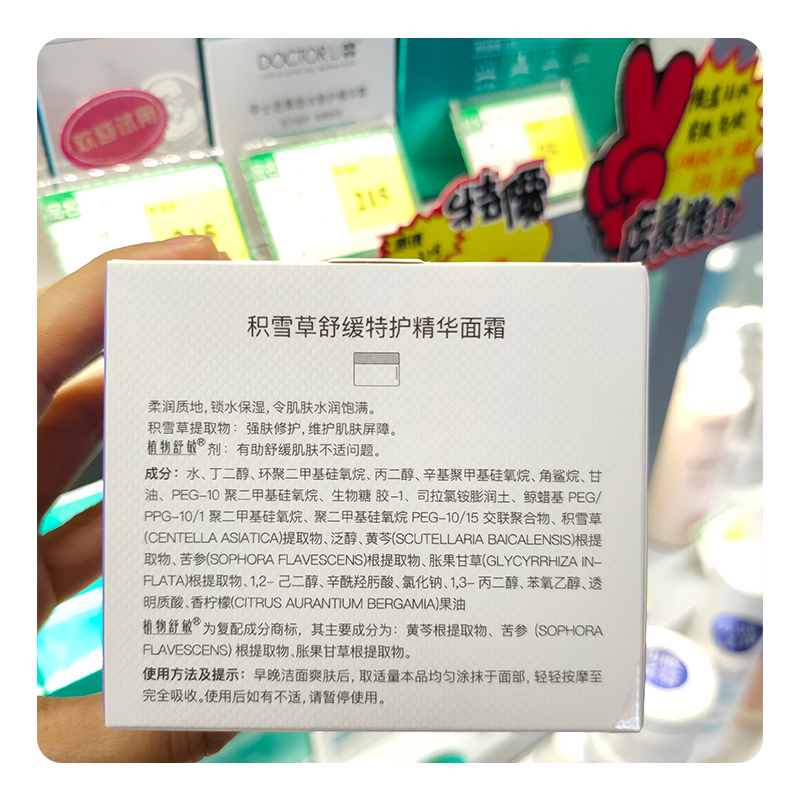 DOCTOR LI
欢迎试用
215
215
15
特價
店長推介
积雪草舒缓特护精华面霜
柔润质地,锁水保湿,令肌肤水润饱满。
积雪草提取物:强肤修护,维护肌肤屏障。
植物舒敏®剂:有助舒缓肌肤不适问题。
成分:水、丁二醇、环聚二甲基硅氧烷、丙二醇、辛基聚甲基硅氧烷、角鲨烷、甘
油、PEG-10 聚二甲基硅氧烷、生物糖胶-1、司拉氯铵膨润土、鲸蜡基 PEG/
PPG-10/1 聚二甲基硅氧烷、聚二甲基硅氧烷 PEG-10/15 交联聚合物、积雪草
(CENTELLA ASIATICA)提取物、泛醇、黄芩(SCUTELLARIA BAICALENSIS)根提
取物、苦参(SOPHORA FLAVESCENS)根提取物、胀果甘草(GLYCYRRHIZA IN-
FLATA)根提取物、1,2- 己二醇、辛酰羟肟酸、氯化钠、1,3- 丙二醇、苯氧乙醇、透
明质酸、香柠檬(CITRUS AURANTIUM BERGAMIA)果油
植物舒敏®为复配成分商标，其主要成分为：黄芩根提取物、苦参 (SOPHORA
FLAVESCENS) 根提取物、胀果甘草根提取物。
使用方法及提示：早晚洁面爽肤后，取适量本品均匀涂抹于面部，轻轻按摩至
完全吸收。使用后如有不适，请暂停使用。